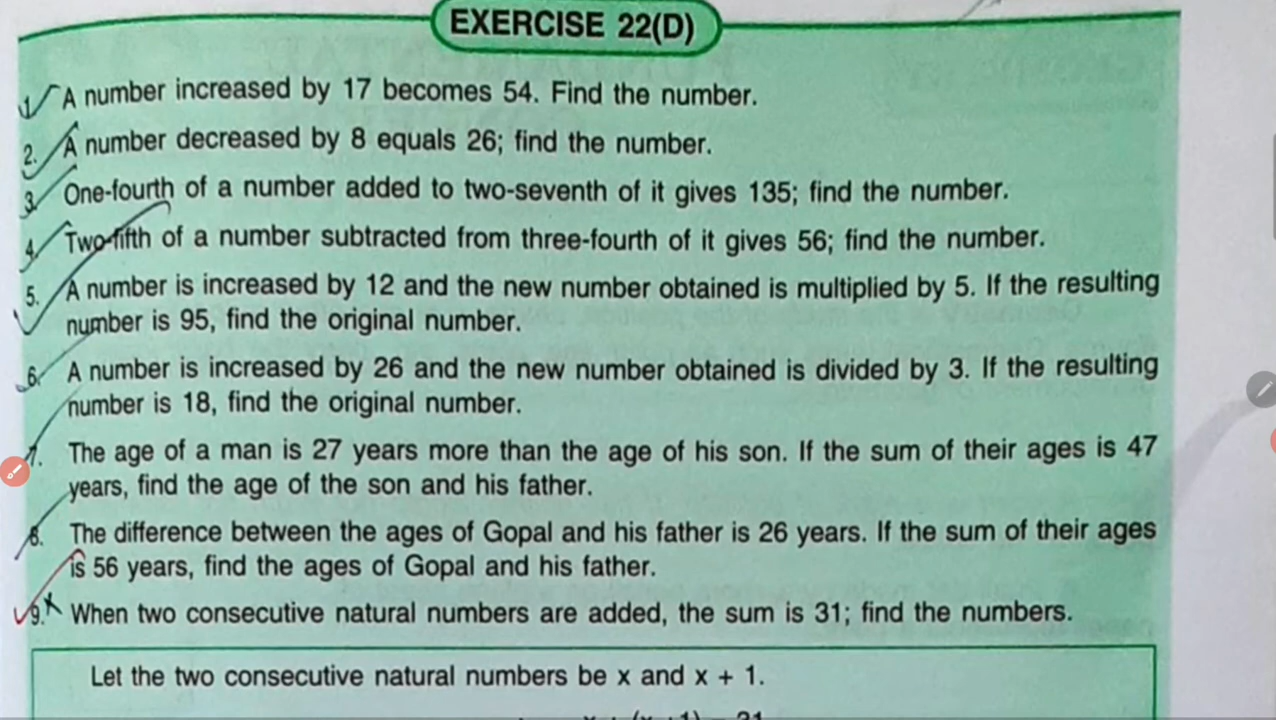 EXERCISE 22(D)
1. A number increased by 17 becomes 54. Find the number.
2. A number decreased by 8 equals 26; find the number.
3. One-fourth of a number added to two-seventh of it gives 135; find the number.
4. Two-fifth of a number subtracted from three-fourth of it gives 56; find the number.
5. A number is increased by 12 and the new number obtained is multiplied by 5. If the resulting
number is 95, find the original number.
6. A number is increased by 26 and the new number obtained is divided by 3. If the resulting
number is 18, find the original number.
7. The age of a man is 27 years more than the age of his son. If the sum of their ages is 47
years, find the age of the son and his father.
8. The difference between the ages of Gopal and his father is 26 years. If the sum of their ages
is 56 years, find the ages of Gopal and his father.
9. When two consecutive natural numbers are added, the sum is 31; find the numbers.
Let the two consecutive natural numbers be x and x + 1.